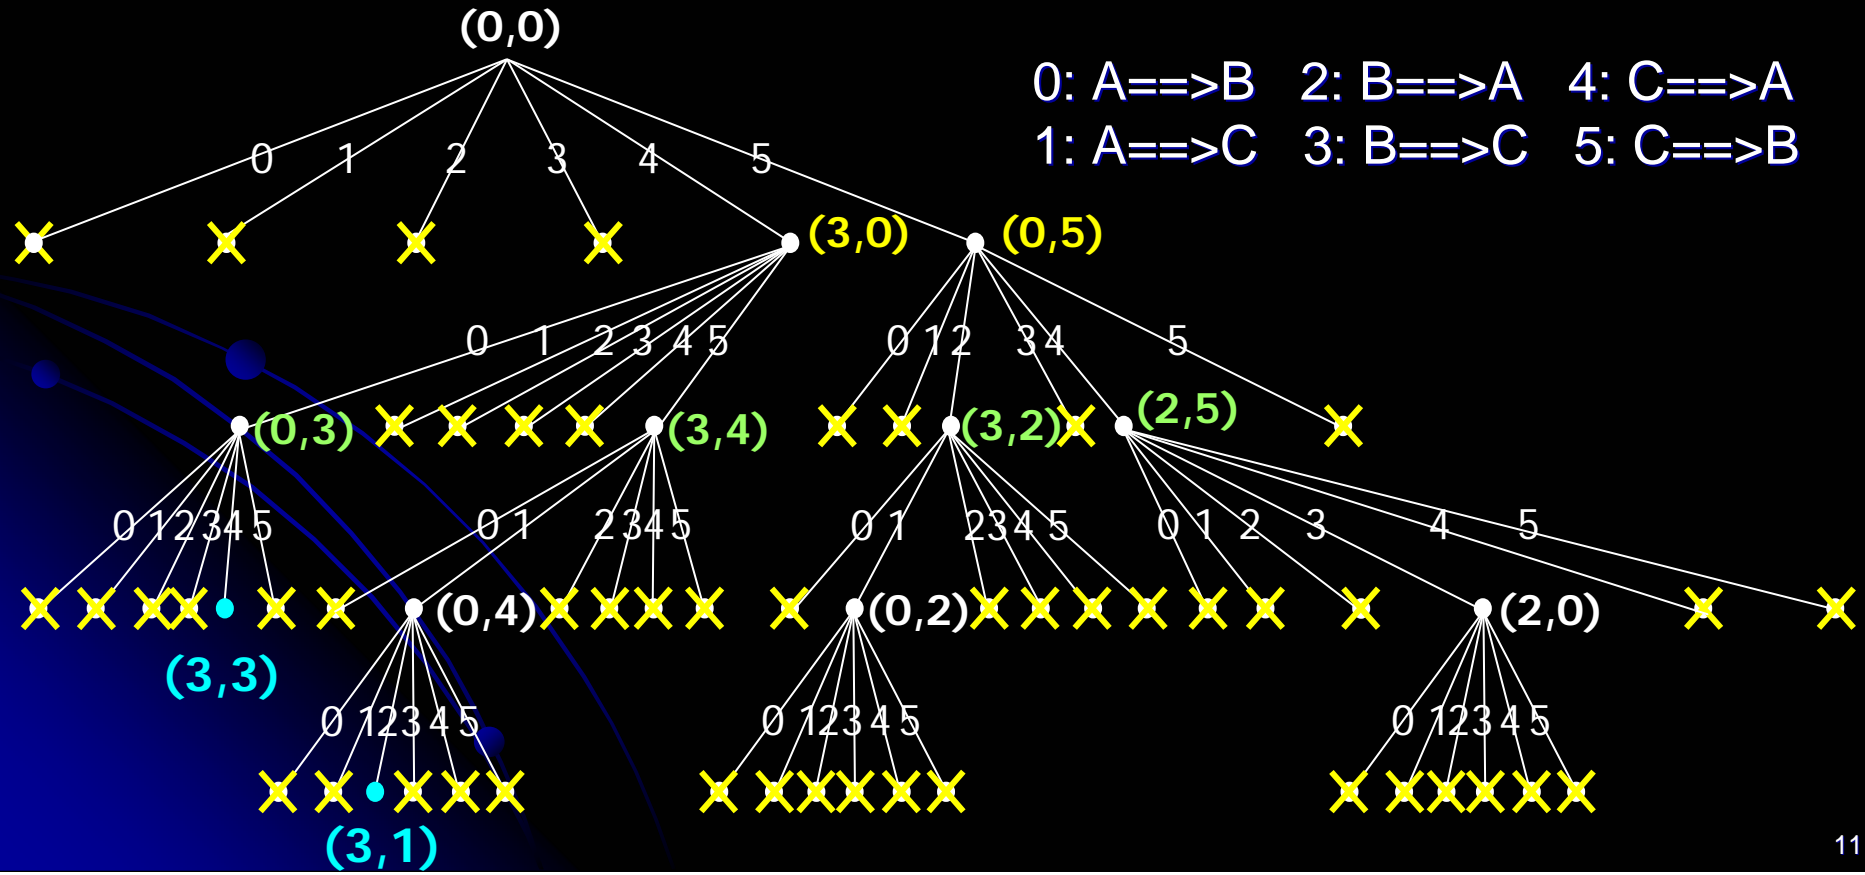 (0,0)
0: A==>B 2: B==>A 4: C==>A
1: A==>C 3: B==>C 5: C==>B
0 1 2 3 4 5
(3,0) (0,5)
0 1 2 3 4 5 0 1 2 3 4 5
(0,3) (3,4) (3,2) (2,5)
0 1 2 3 4 5 0 1 2 3 4 5 0 1 2 3 4 5 0 1 2 3 4 5
(0,4) (0,2) (2,0)
(3,3)
0 1 2 3 4 5 0 1 2 3 4 5 0 1 2 3 4 5
(3,1)
11